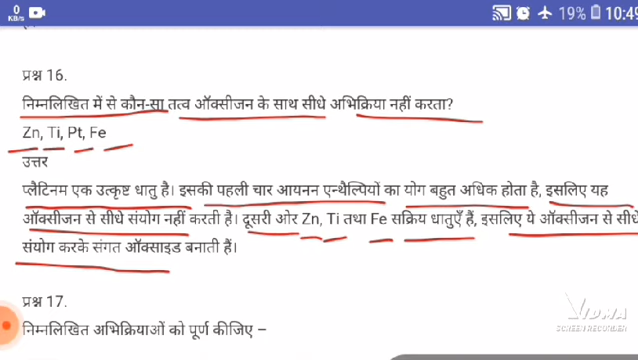 0
KB/s
19%
10:49
प्रश्न 16.
निम्नलिखित में से कौन-सा तत्व ऑक्सीजन के साथ सीधे अभिक्रिया नहीं करता?
Zn, Ti, Pt, Fe
उत्तर
प्लैटिनम एक उत्कृष्ट धातु है। इसकी पहली चार आयनन एन्थैल्पियों का योग बहुत अधिक होता है, इसलिए यह
ऑक्सीजन से सीधे संयोग नहीं करती है। दूसरी ओर Zn, Ti तथा Fe सक्रिय धातुएँ हैं, इसलिए ये ऑक्सीजन से सीधे
संयोग करके संगत ऑक्साइड बनाती हैं।
प्रश्न 17.
निम्नलिखित अभिक्रियाओं को पूर्ण कीजिए –
VIDMA
SCREEN RECORDER